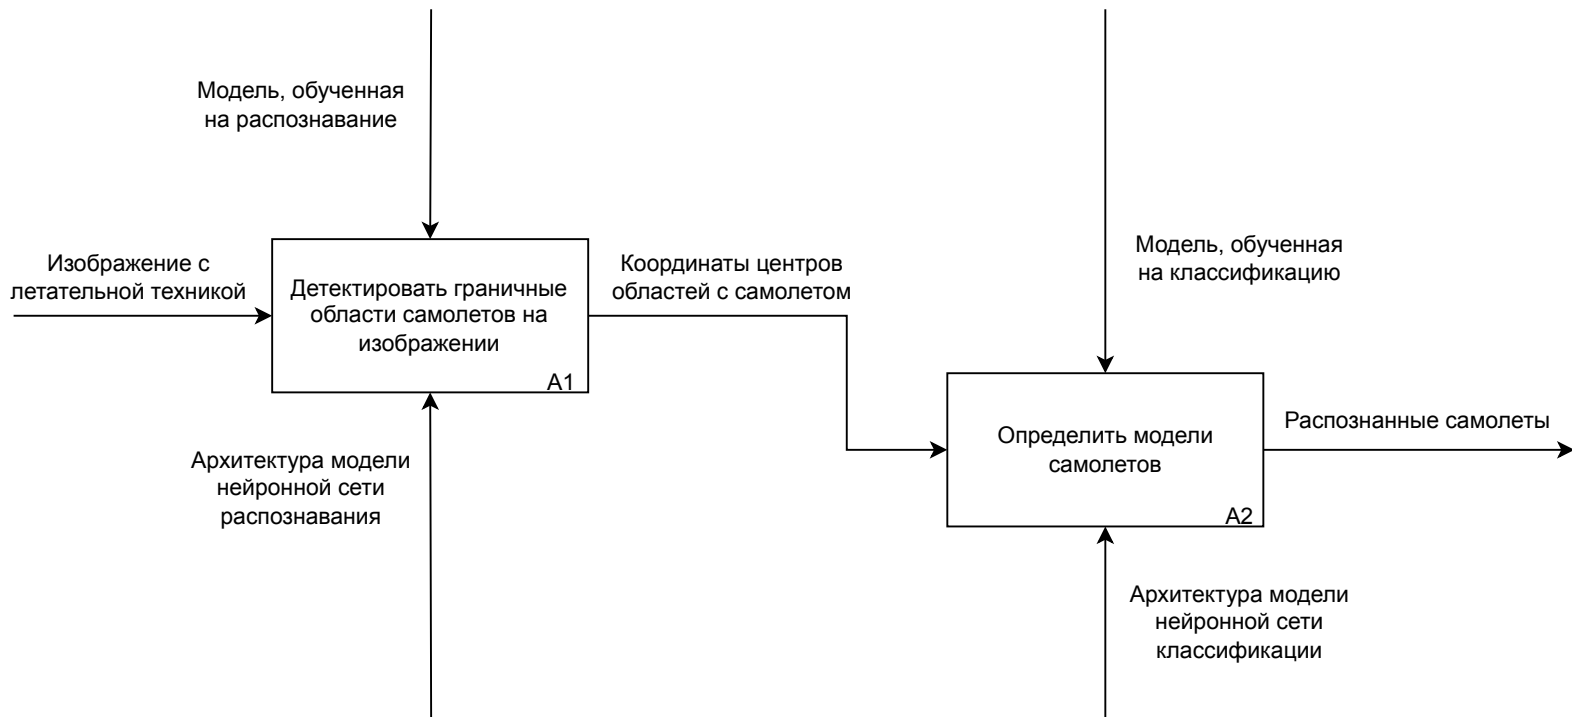 Модель, обученная
на распознавание
Изображение с
летательной техникой
Детектировать граничные
области самолетов на
изображении
A1
Координаты центров
областей с самолетом
Модель, обученная
на классификацию
Архитектура модели
нейронной сети
распознавания
Определить модели
самолетов
A2
Распознанные самолеты
Архитектура модели
нейронной сети
классификации